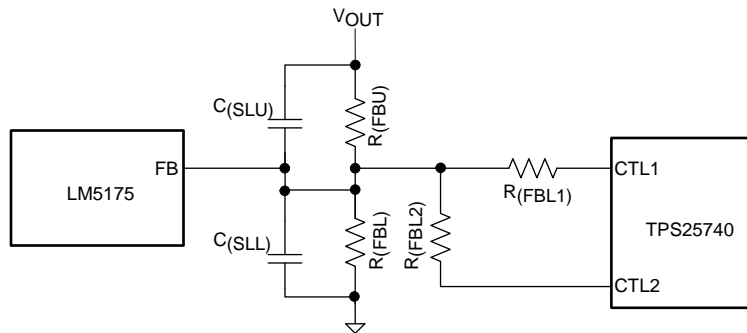 VOUT
C(SLU)
R(FBU)
FB
LM5175
R(FBL1)
CTL1
C(SLL)
R(FBL)
R(FBL2)
TPS25740
CTL2